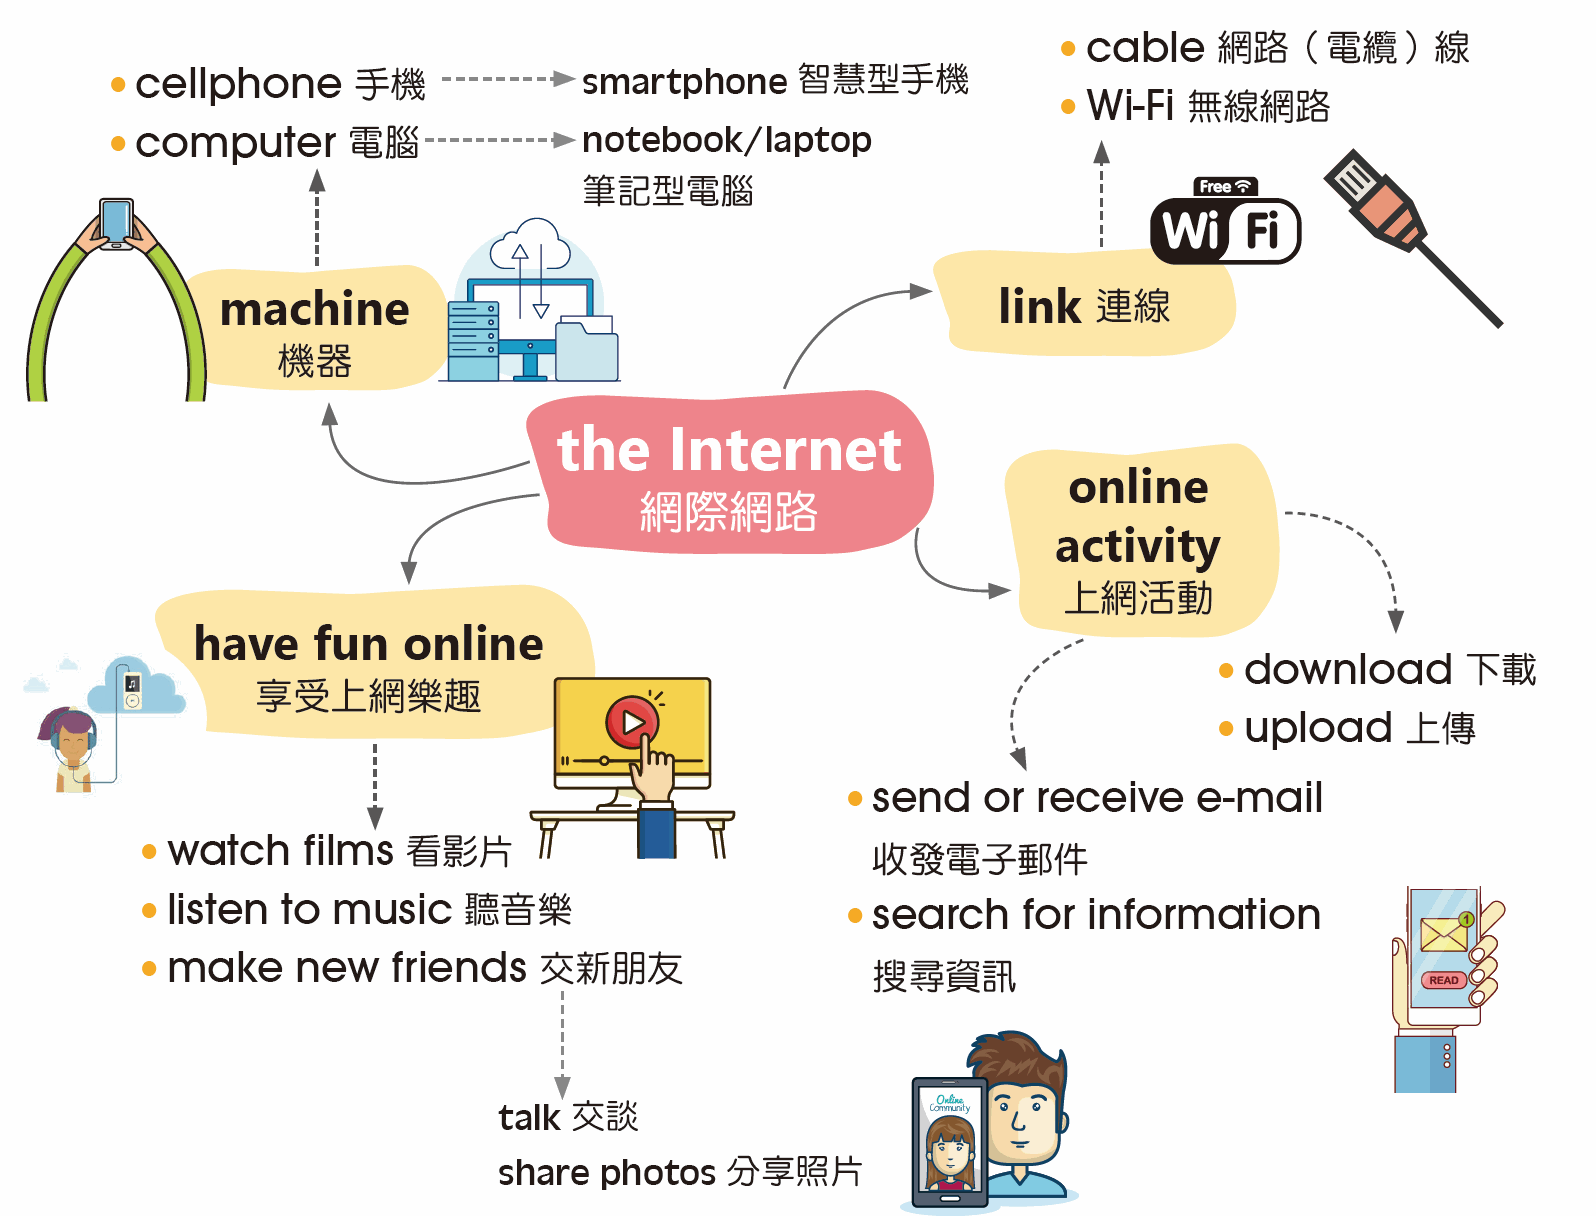 cellphone 手機
smartphone 智慧型手機
computer 電腦
notebook/laptop
筆記型電腦
machine
機器
cable 網路（電纜）線
Wi-Fi 無線網路
Free
Wi Fi
link 連線
the Internet
網際網路
online
activity
上網活動
download 下載
upload 上傳
send or receive e-mail
收發電子郵件
search for information
搜尋資訊
1
READ
have fun online
享受上網樂趣
watch films 看影片
listen to music 聽音樂
make new friends 交新朋友
talk 交談
share photos 分享照片
Online
Community